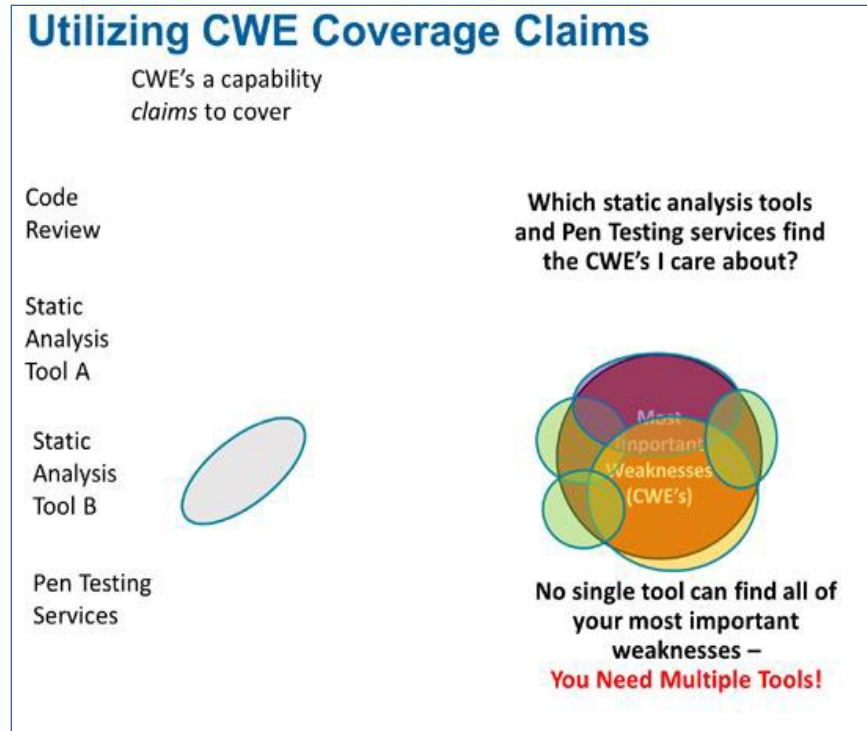 Utilizing CWE Coverage Claims
CWE's a capability
claims to cover
Code
Review
Static
Analysis
Tool A
Static
Analysis
Tool B
Pen Testing
Services
Which static analysis tools
and Pen Testing services find
the CWE's I care about?
Most
Important
Weaknesses
(CWE's)
No single tool can find all of
your most important
weaknesses –
You Need Multiple Tools!